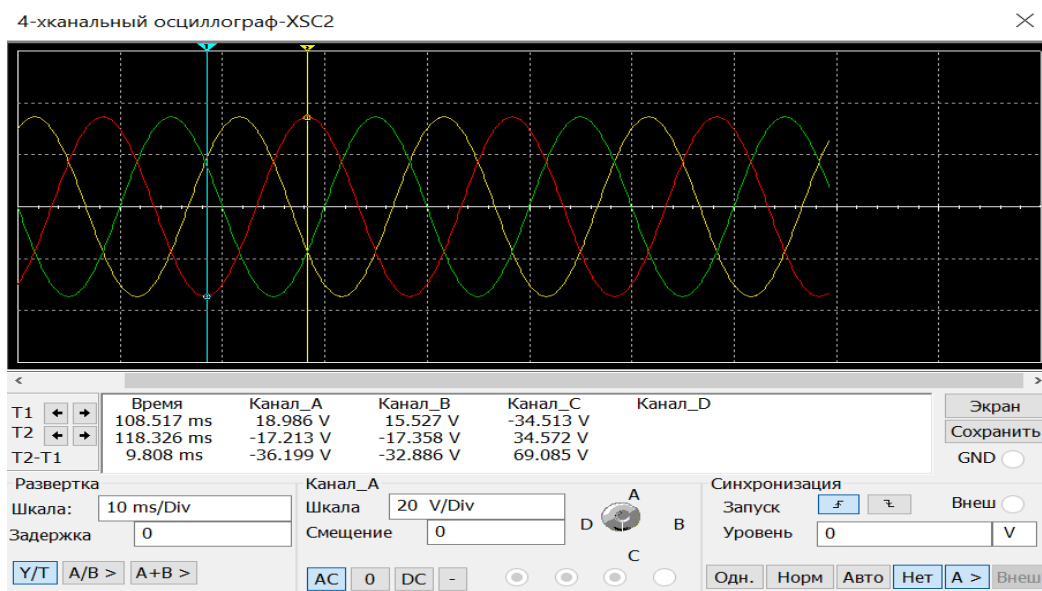 4-хканальный осциллограф-XSC2
1 2
T1 T2 T2-T1
Время Канал_A Канал_B Канал_C Канал_D
108.517 ms 18.986 V 15.527 V -34.513 V
118.326 ms -17.213 V -17.358 V 34.572 V
9.808 ms -36.199 V -32.886 V 69.085 V
Экран
Сохранить
GND
Развертка
Шкала: 10 ms/Div
Задержка 0
Y/T A/B > A+B >
Канал_A
Шкала 20 V/Div
Смещение 0
AC 0 DC -
A
D B
C
Синхронизация
Запуск Внеш
Уровень 0 V
Одн. Норм Авто Нет A > Внеш